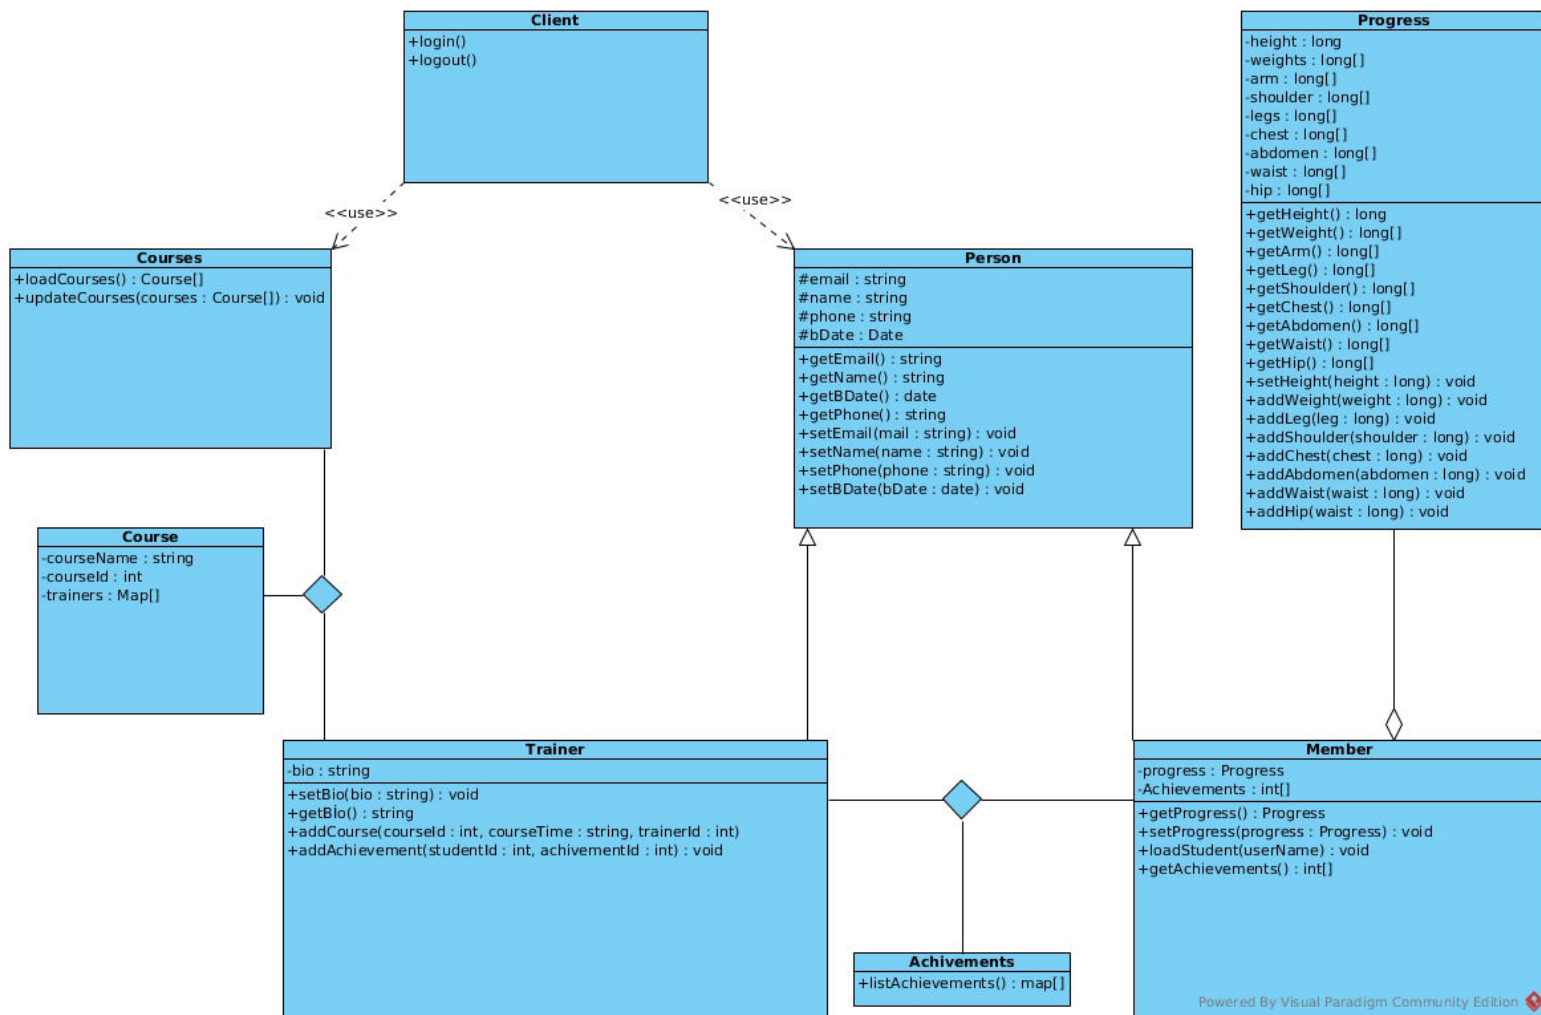 Client
+login()
+logout()
Progress
-height : long
-weights : long[]
-arm : long[]
-shoulder : long[]
-legs : long[]
-chest : long[]
-abdomen : long[]
-waist : long[]
-hip : long[]
+getHeight() : long
+getWeight() : long[]
+getArm() : long[]
+getLeg() : long[]
+getShoulder() : long[]
+getChest() : long[]
+getAbdomen() : long[]
+getWaist() : long[]
+getHip() : long[]
+setHeight(height : long) : void
+addWeight(weight : long) : void
+addLeg(leg : long) : void
+addShoulder(shoulder : long) : void
+addChest(chest : long) : void
+addAbdomen(abdomen : long) : void
+addWaist(waist : long) : void
+addHip(waist : long) : void
<<use>>
<<use>>
Courses
+loadCourses() : Course[]
+updateCourses(courses : Course[]) : void
Person
#email : string
#name : string
#phone : string
#bDate : Date
+getEmail() : string
+getName() : string
+getBDate() : date
+getPhone() : string
+setEmail(mail : string) : void
+setName(name : string) : void
+setPhone(phone : string) : void
+setBDate(bDate : date) : void
Course
-courseName : string
-courseId : int
-trainers : Map[]
Trainer
-bio : string
+setBio(bio : string) : void
+getBİo() : string
+addCourse(courseId : int, courseTime : string, trainerId : int)
+addAchievement(studentId : int, achivementId : int) : void
Member
-progress : Progress
-Achievements : int[]
+getProgress() : Progress
+setProgress(progress : Progress) : void
+loadStudent(userName) : void
+getAchievements() : int[]
Achivements
+listAchievements() : map[]
Powered By Visual Paradigm Community Edition